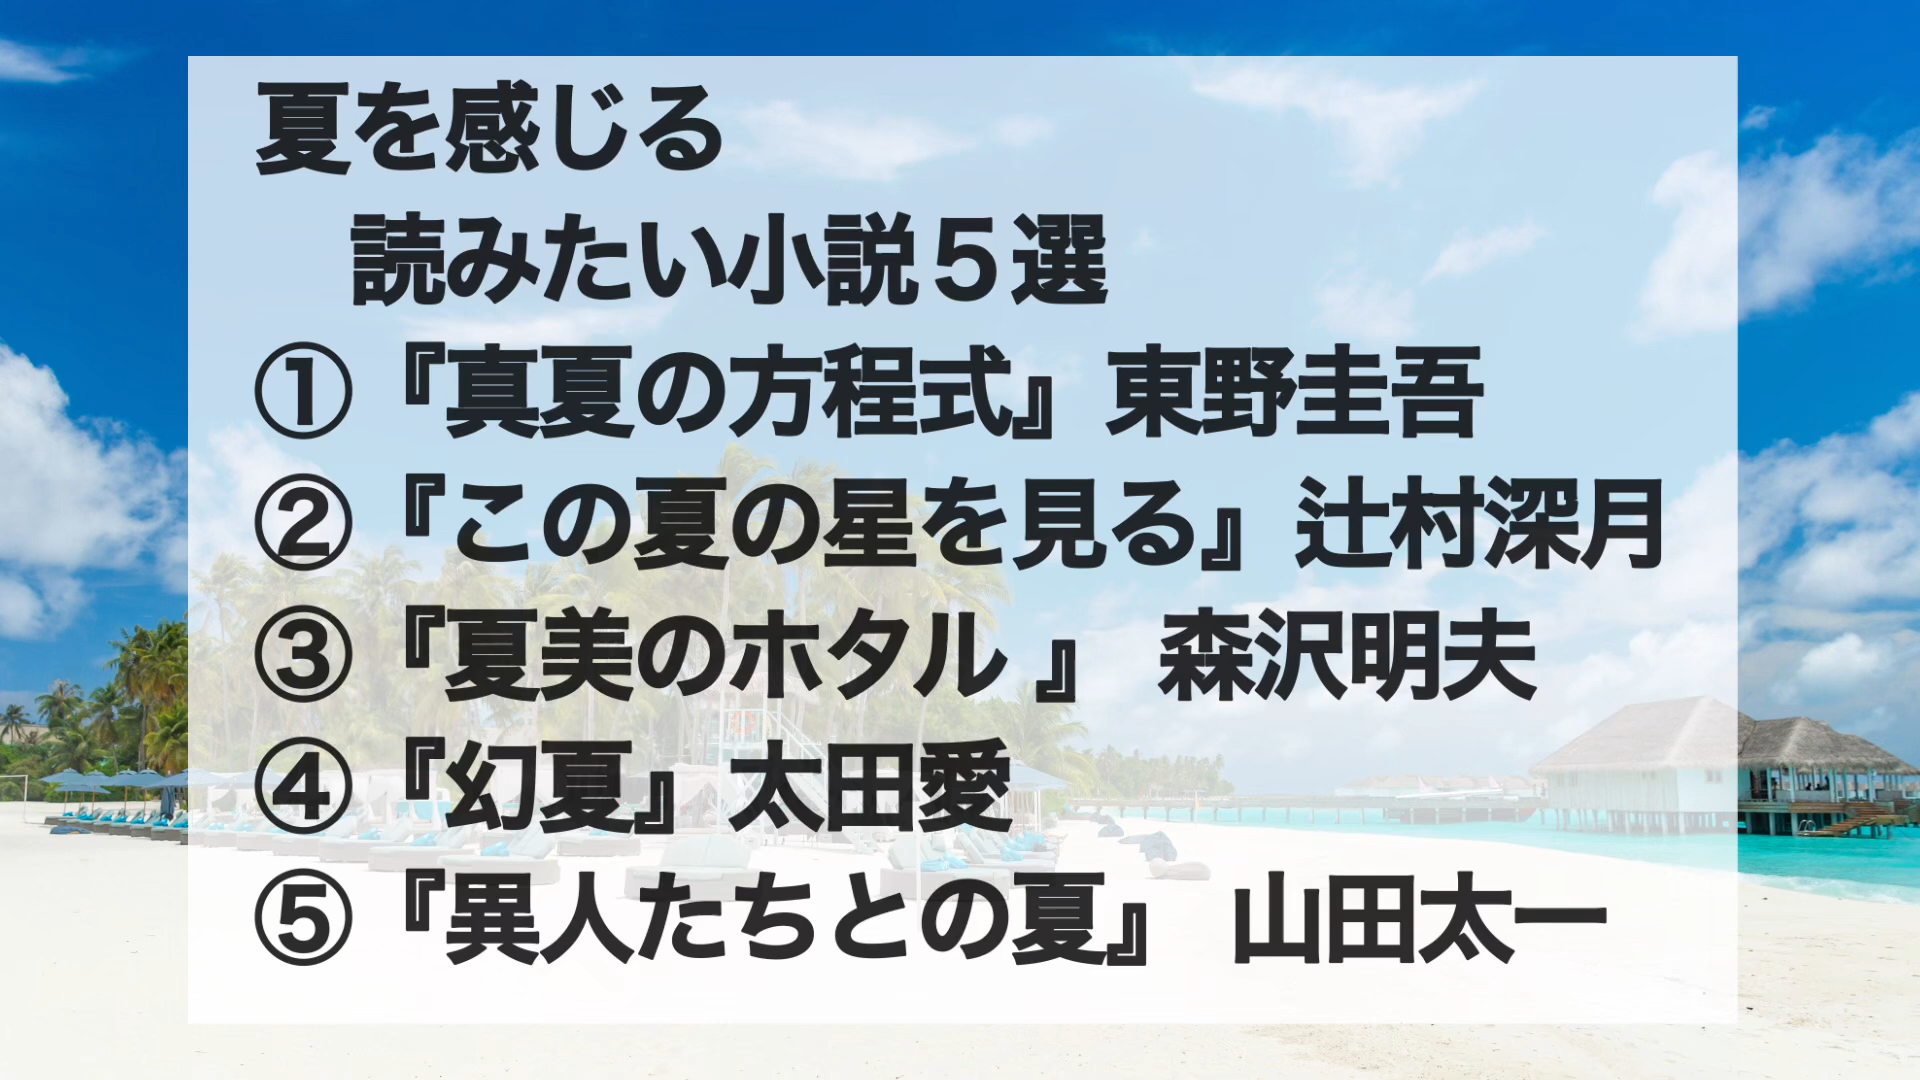 夏を感じる
読みたい小説５選
①『真夏の方程式』東野圭吾
②『この夏の星を見る』辻村深月
③『夏美のホタル 』 森沢明夫
④『幻夏』太田愛
⑤『異人たちとの夏』 山田太一